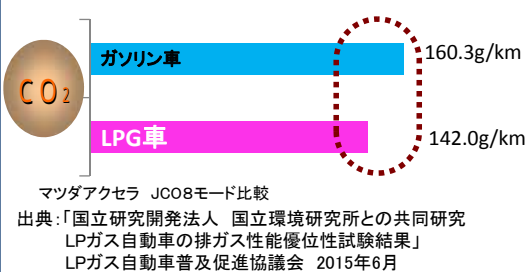 CO2
ガソリン車
160.3g/km
LPG車
142.0g/km
マツダアクセラ JCO8モード比較
出典:「国立研究開発法人 国立環境研究所との共同研究
LPガス自動車の排ガス性能優位性試験結果」
LPガス自動車普及促進協議会 2015年6月